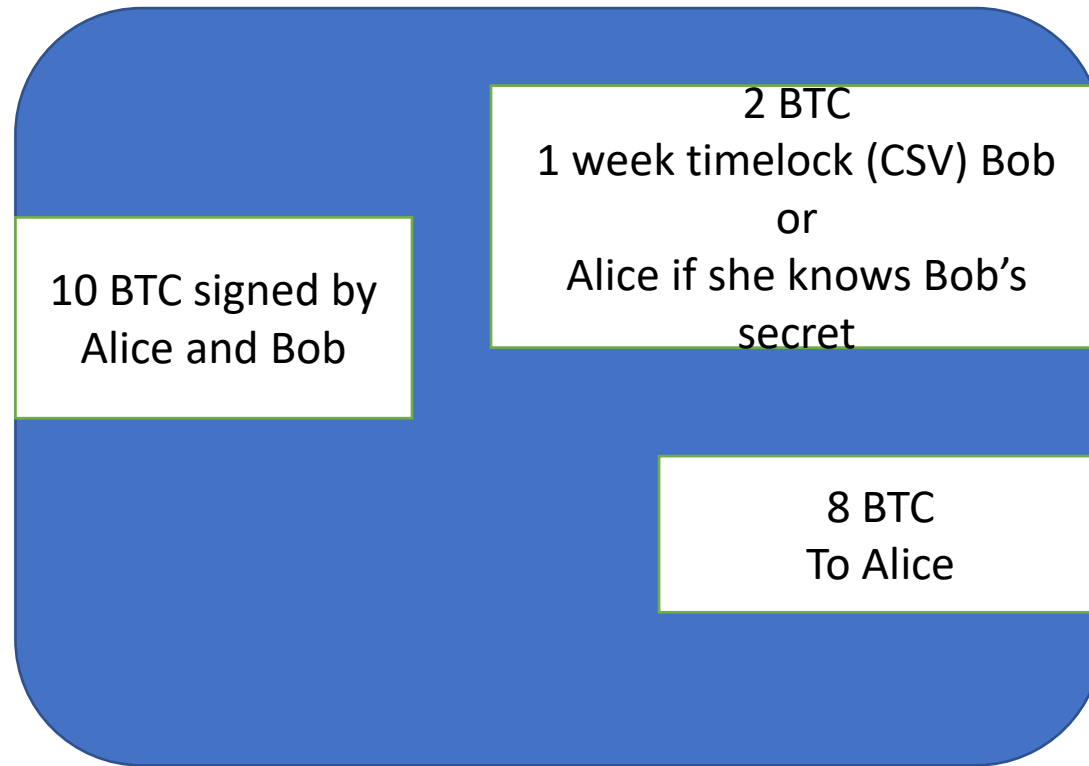 10 BTC signed by
Alice and Bob
2 BTC
1 week timelock (CSV) Bob
or
Alice if she knows Bob’s
secret
8 BTC
To Alice